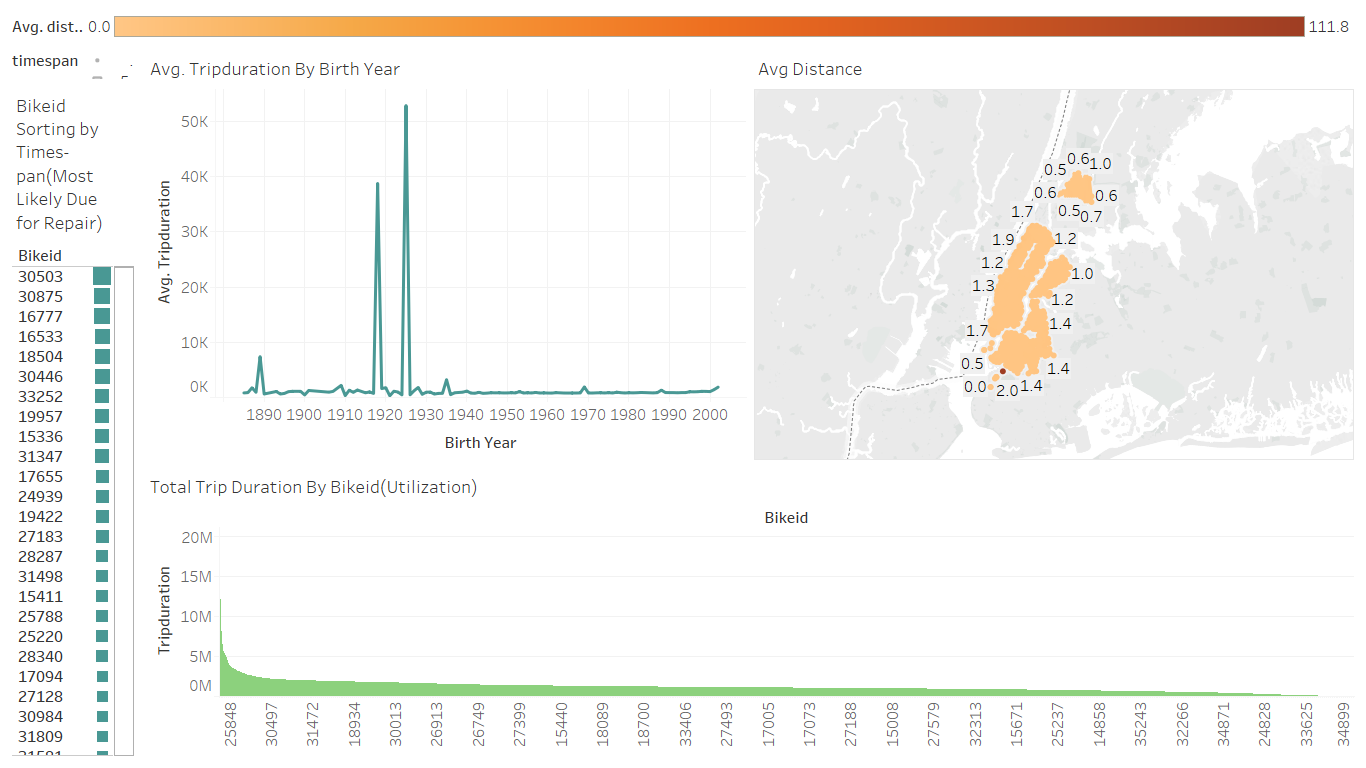 Avg. dist.. 0.0 111.8
timespan
Avg. Tripduration By Birth Year
Avg Distance
Bikeid
Sorting by
Times-
pan(Most
Likely Due
for Repair)
Bikeid
30503
30875
16777
16533
18504
30446
33252
19957
15336
31347
17655
24939
19422
27183
28287
31498
15411
25788
25220
28340
17094
27128
30984
31809
Avg. Tripduration
50K
40K
30K
20K
10K
0K
1890 1900 1910 1920 1930 1940 1950 1960 1970 1980 1990 2000
Birth Year
0.5 0.6 1.0
0.6 0.6
0.5 0.7
1.7
1.9 1.2
1.2
1.0
1.3
1.2
1.4
1.7
0.5
1.4
0.0 2.0 1.4
Total Trip Duration By Bikeid(Utilization)
Bikeid
Tripduration
20M
15M
10M
5M
0M
25848 30497 31472 18934 30013 26913 26749 27399 15440 18089 18700 33406 27493 17005 17073 27188 15008 27579 32313 15671 25237 14858 35243 32266 34871 24828 33625 34899